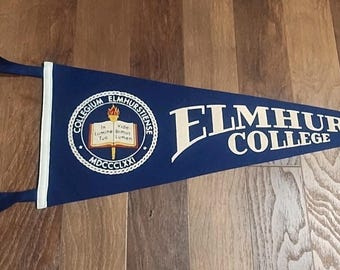 COLLEGIUM ELMHURSTIENSE
In Vide
Lumine bimus
Tuo Lumen
MDCCCLXXI
ELMHUR
COLLEGE